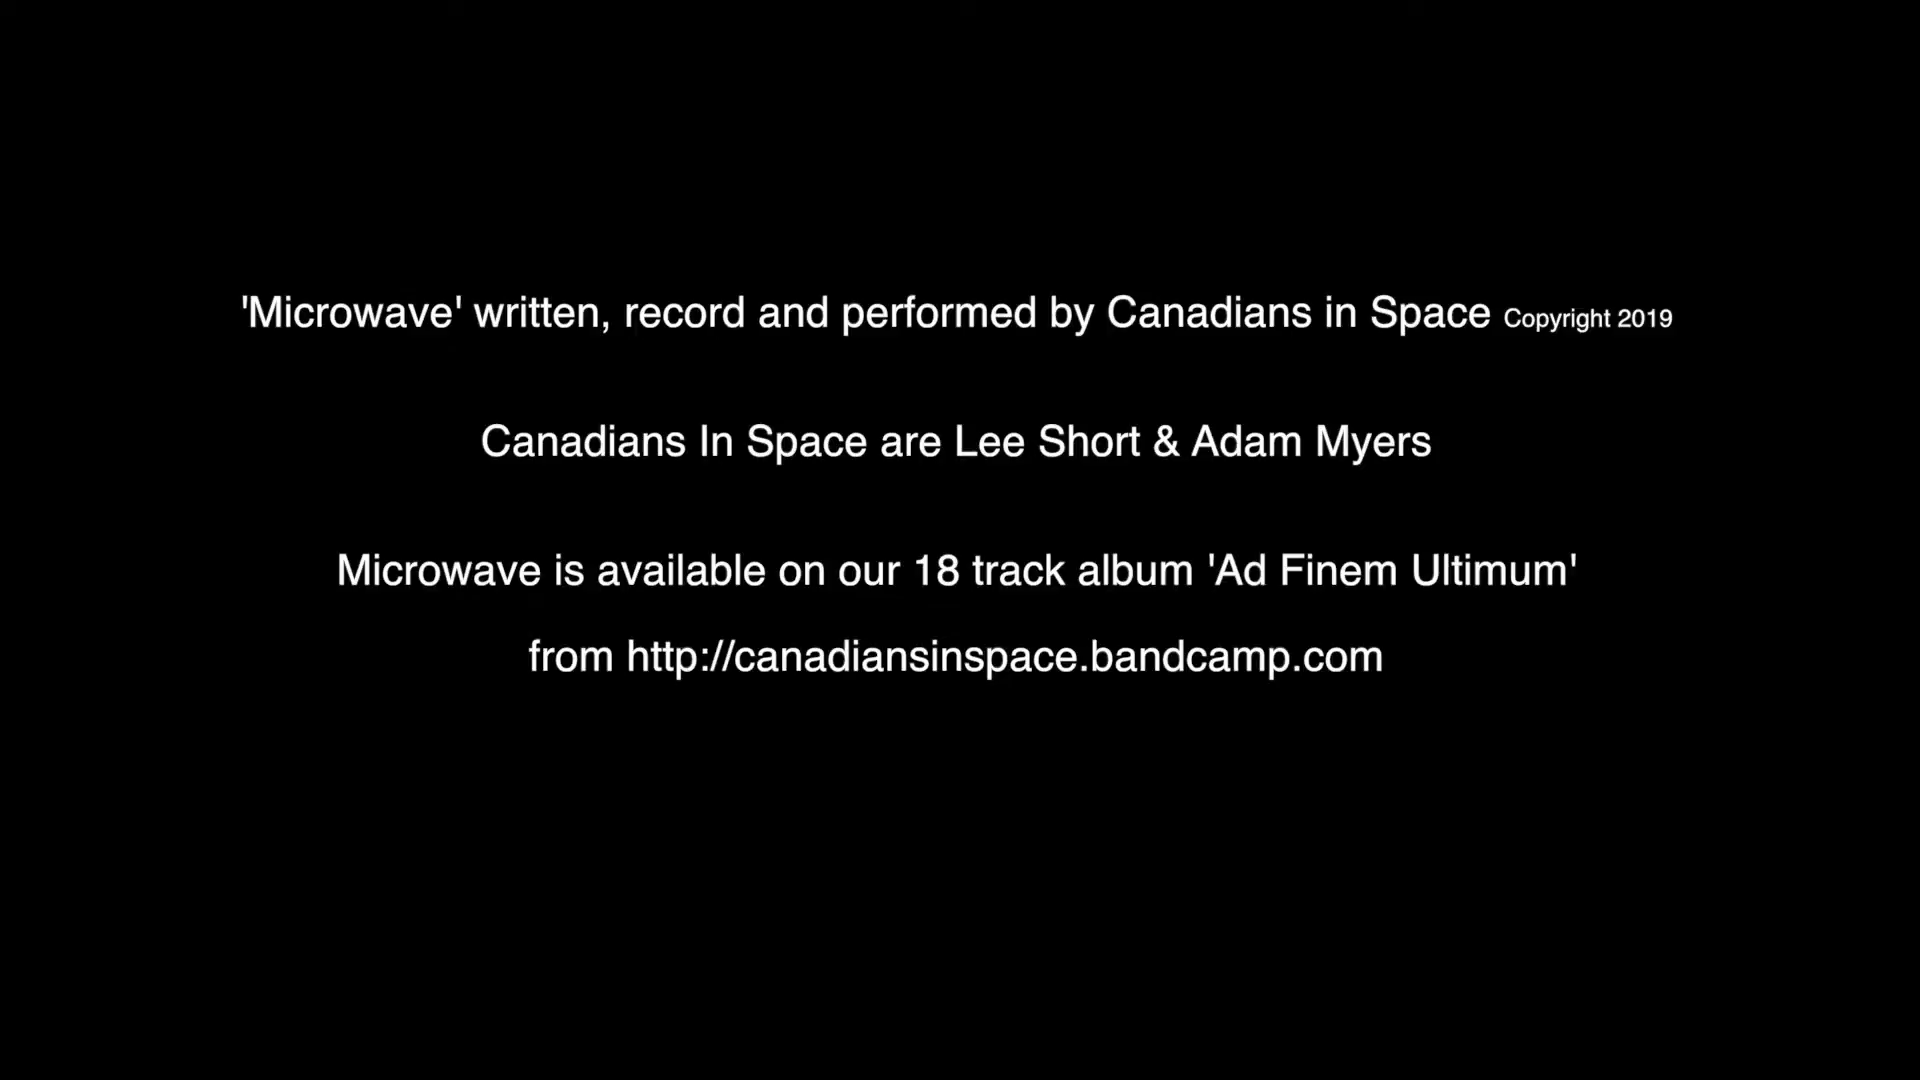 'Microwave' written, record and performed by Canadians in Space Copyright 2019
Canadians In Space are Lee Short & Adam Myers
Microwave is available on our 18 track album 'Ad Finem Ultimum'
from http://canadiansinspace.bandcamp.com